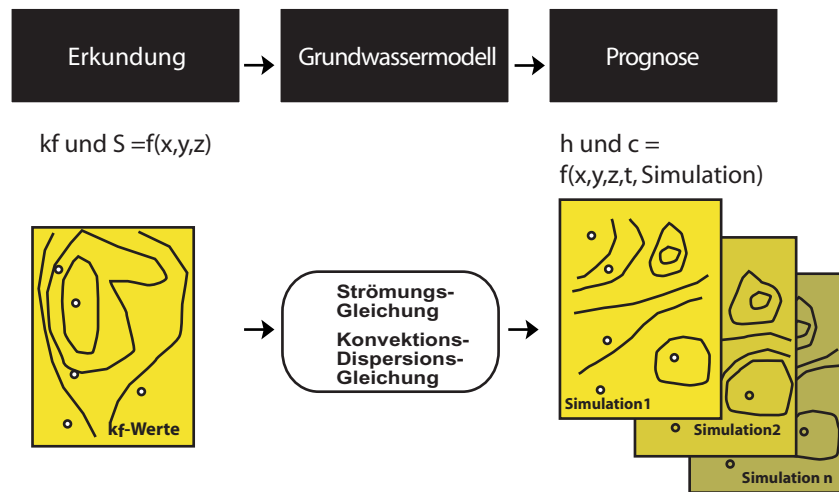 Erkundung
Grundwassermodell
Prognose
kf und S =f(x,y,z)
h und c =
f(x,y,z,t, Simulation)
Strömungs-
Gleichung
Konvektions-
Dispersions-
Gleichung
kf-Werte
Simulation1
Simulation2
Simulation n